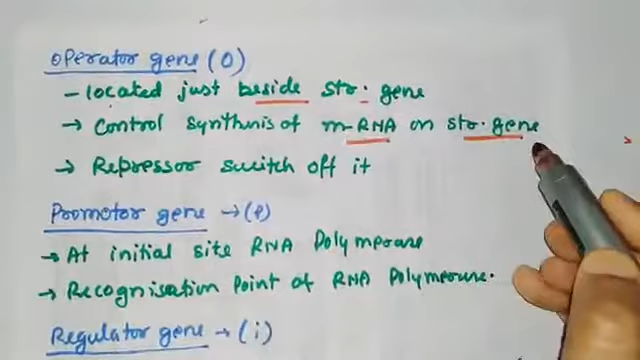 Operator gene (O)
- located just beside str. gene
→ Control synthesis of m-RNA on str. gene
→ Repressor switch off it
Promotor gene → (P)
→ At initial site RNA Polymerase
→ Recognisation Point of RNA Polymerase.
Regulator gene → (i)